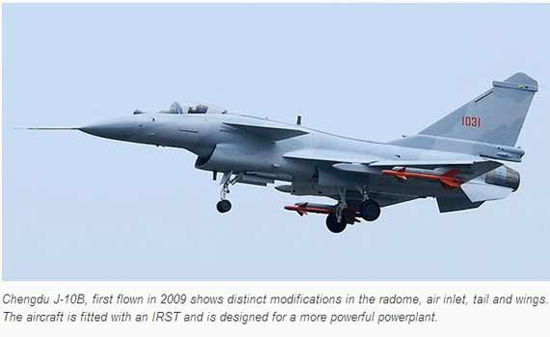 1031
Chengdu J-10B, first flown in 2009 shows distinct modifications in the radome, air inlet, tail and wings.
The aircraft is fitted with an IRST and is designed for a more powerful powerplant.